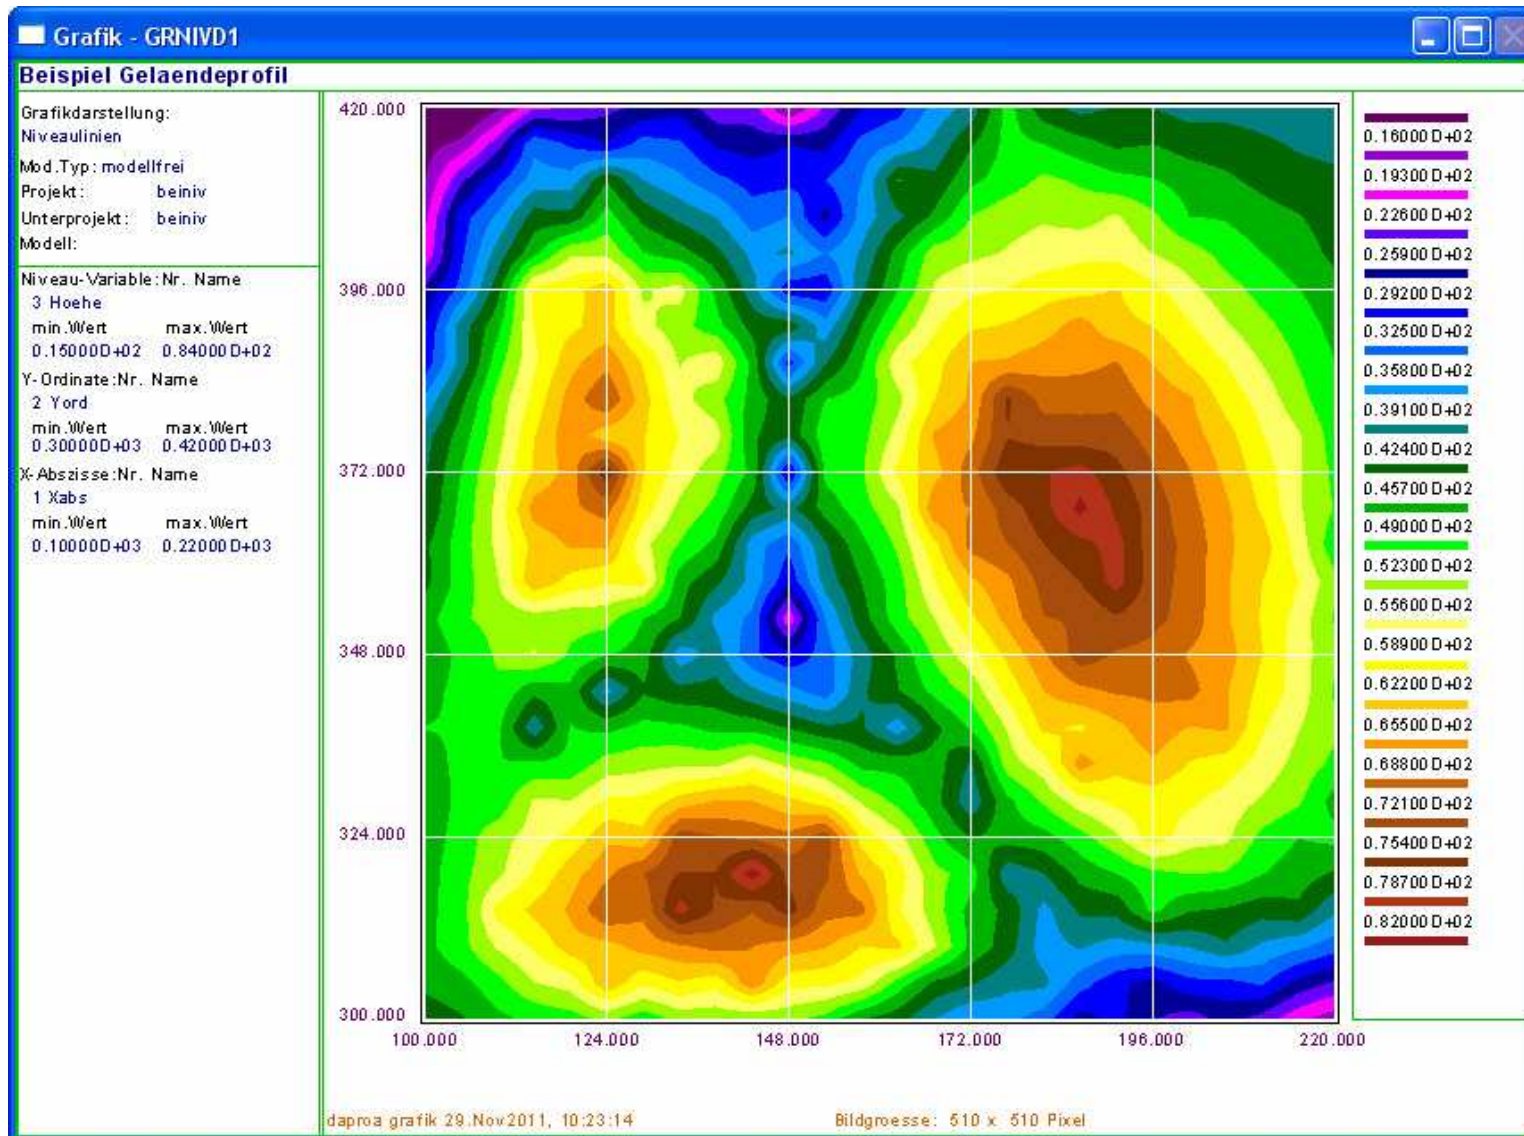 Grafik - GRNIVD1
Beispiel Gelaendeprofil
Grafikdarstellung:
Niveaulinien
Mod.Typ: modellfrei
Projekt: beiniv
Unterprojekt: beiniv
Modell:
Niveau-Variable:Nr. Name
3 Hoehe
min.Wert max.Wert
0.15000D+02 0.84000D+02
Y-Ordinate:Nr. Name
2 Yord
min.Wert max.Wert
0.30000D+03 0.42000D+03
X-Abszisse:Nr. Name
1 Xabs
min.Wert max.Wert
0.10000D+03 0.22000D+03
420.000
396.000
372.000
348.000
324.000
300.000
100.000 124.000 148.000 172.000 196.000 220.000
0.16000D+02
0.19300D+02
0.22600D+02
0.25900D+02
0.29200D+02
0.32500D+02
0.35800D+02
0.39100D+02
0.42400D+02
0.45700D+02
0.49000D+02
0.52300D+02
0.55600D+02
0.58900D+02
0.62200D+02
0.65500D+02
0.68800D+02
0.72100D+02
0.75400D+02
0.78700D+02
0.82000D+02
daproa grafik 29.Nov2011, 10:23:14 Bildgroesse: 510 x 510 Pixel